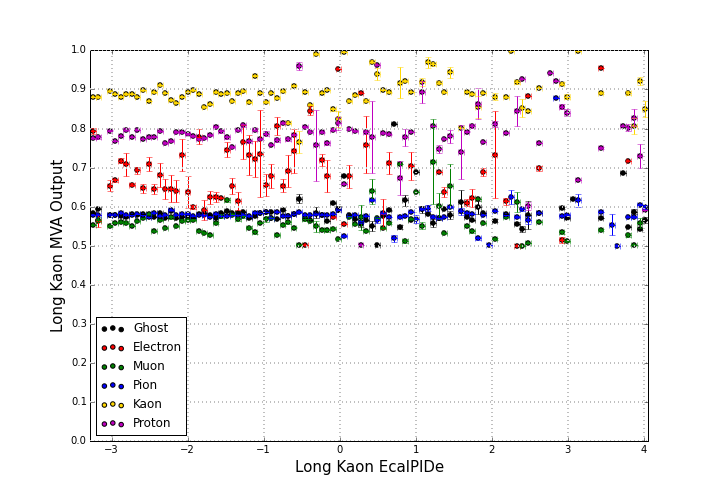 1.0
0.9
0.8
0.7
0.6
0.5
0.4
0.3
0.2
0.1
0.0
Long Kaon MVA Output
Ghost
Electron
Muon
Pion
Kaon
Proton
−3 −2 −1 0 1 2 3 4
Long Kaon EcalPIDe